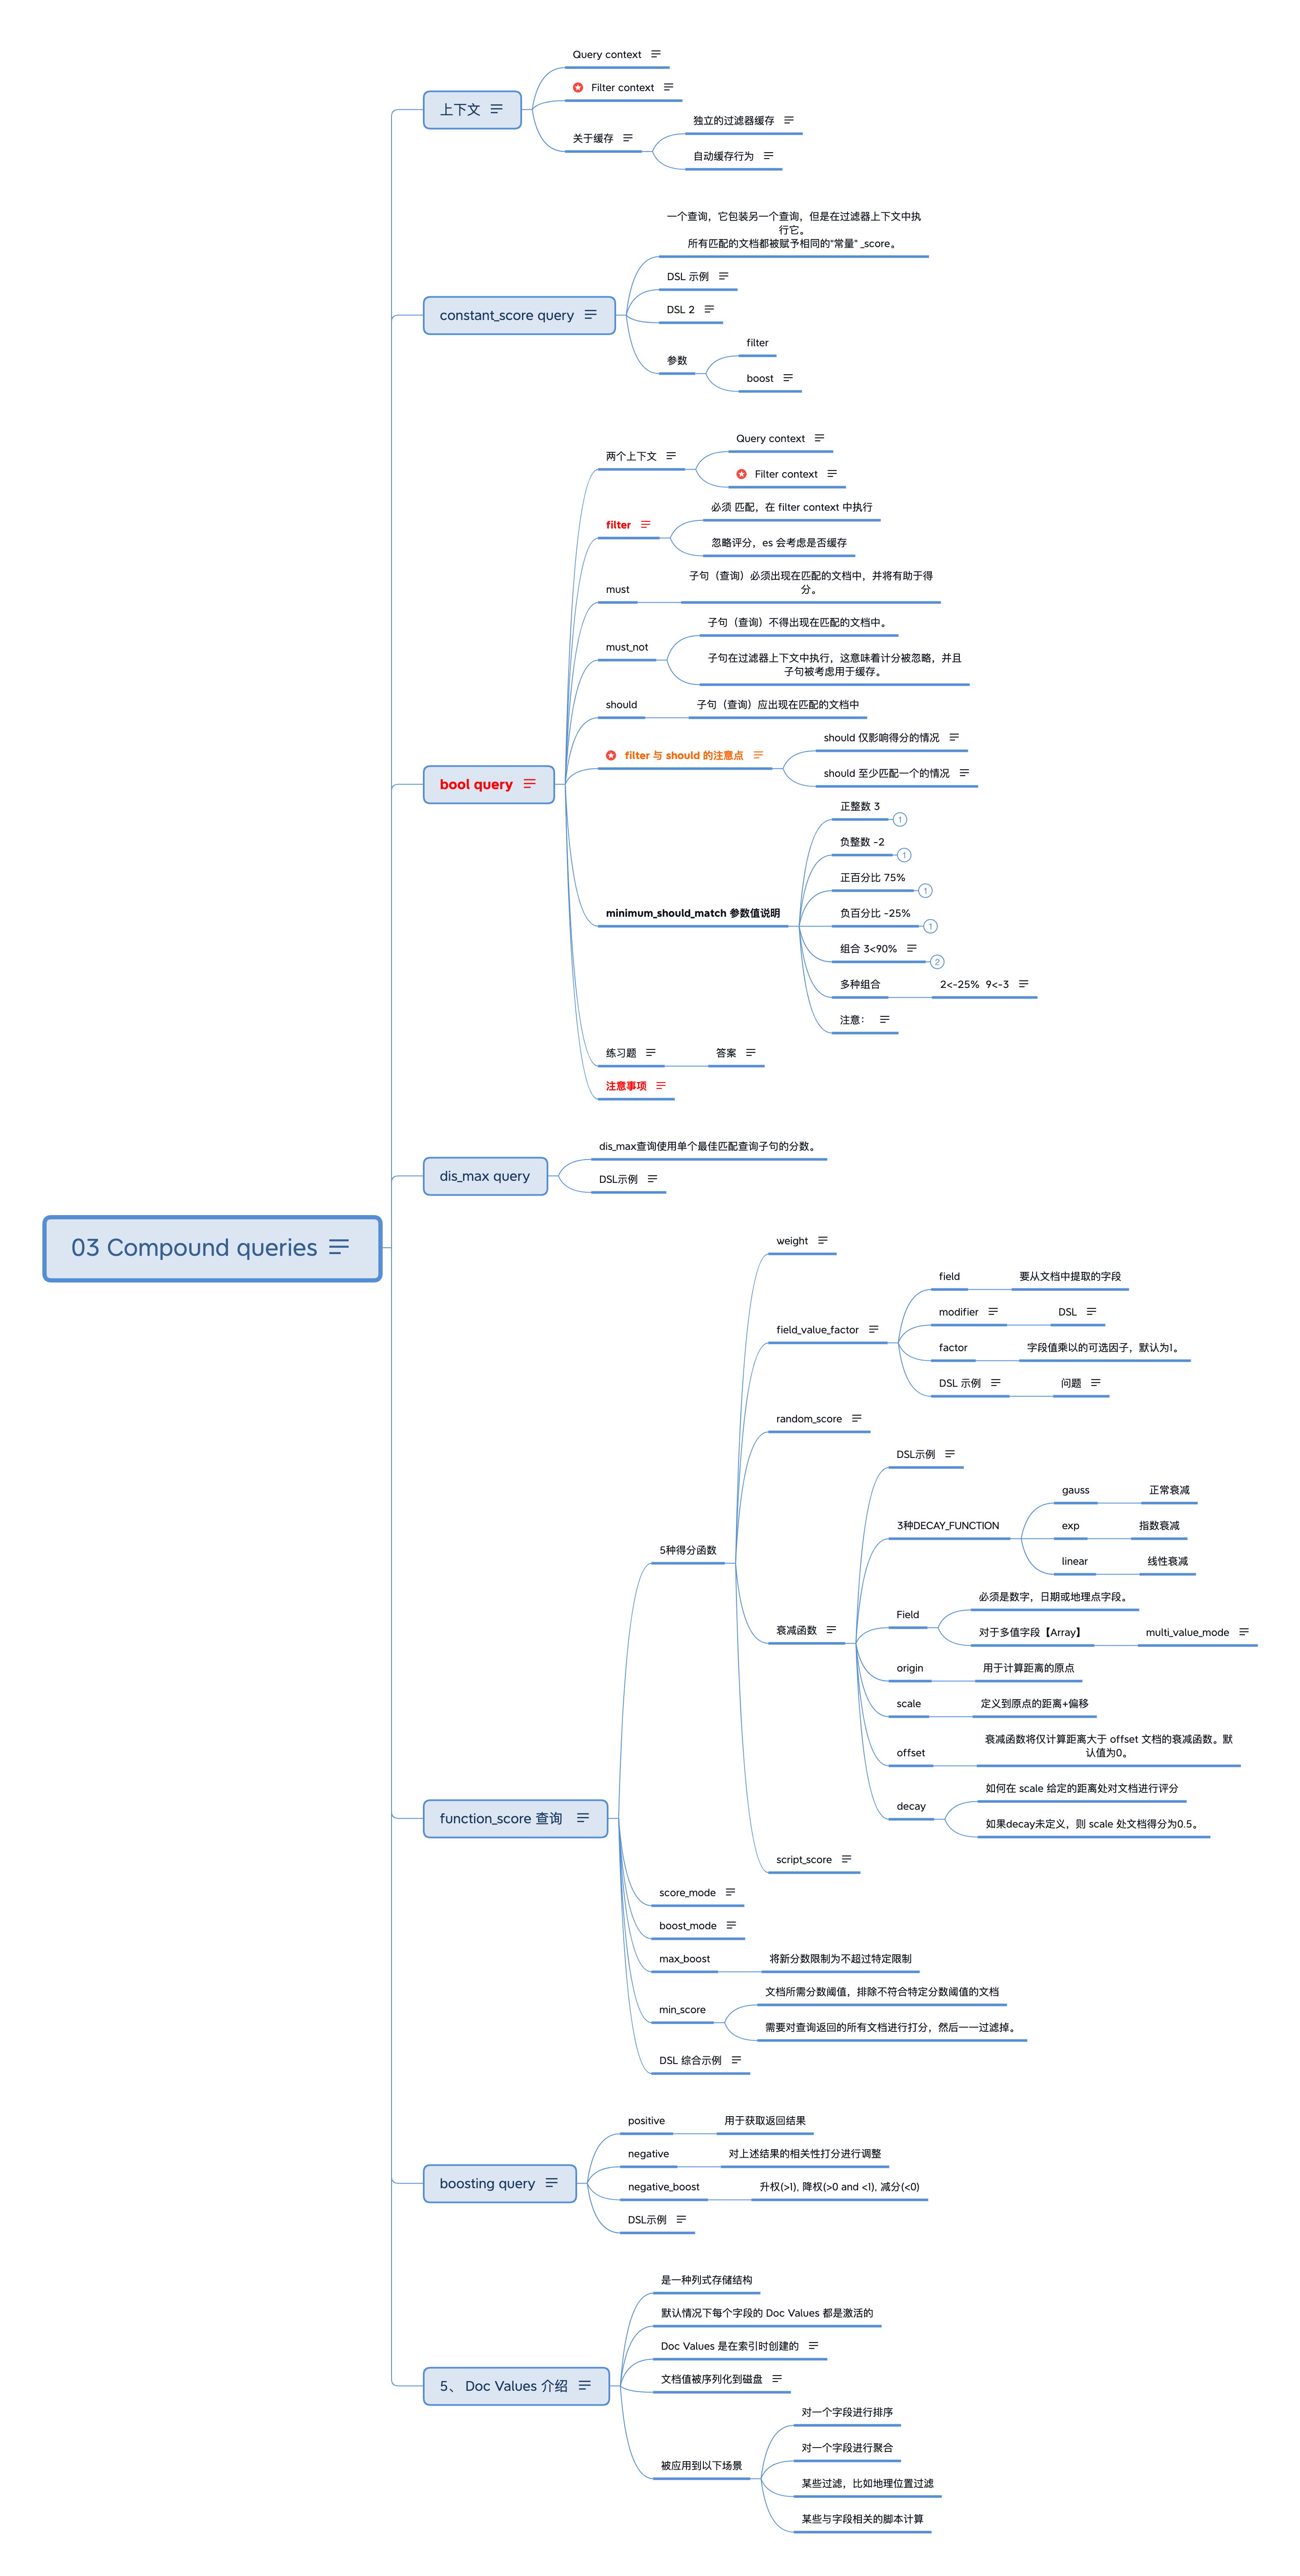 Query context
Filter context
上下文
独立的过滤器缓存
关于缓存
自动缓存行为
一个查询，它包装另一个查询，但是在过滤器上下文中执
行它。
所有匹配的文档都被赋予相同的“常量” _score。
DSL 示例
constant_score query
DSL 2
filter
参数
boost
Query context
两个上下文
Filter context
必须 匹配，在 filter context 中执行
filter
忽略评分，es 会考虑是否缓存
子句（查询）必须出现在匹配的文档中，并将有助于得
分。
must
子句（查询）不得出现在匹配的文档中。
must_not
子句在过滤器上下文中执行，这意味着计分被忽略，并且
子句被考虑用于缓存。
should
子句（查询）应出现在匹配的文档中
should 仅影响得分的情况
filter 与 should 的注意点
should 至少匹配一个的情况
bool query
正整数 3
1
负整数 -2
1
正百分比 75%
1
minimum_should_match 参数值说明
负百分比 -25%
1
组合 3<90%
2
多种组合
2<-25% 9<-3
注意：
练习题
答案
注意事项
dis_max查询使用单个最佳匹配查询子句的分数。
dis_max query
DSL示例
03 Compound queries
weight
field
要从文档中提取的字段
modifier
DSL
field_value_factor
factor
字段值乘以的可选因子，默认为1。
DSL 示例
问题
random_score
DSL示例
gauss
正常衰减
3种DECAY_FUNCTION
exp
指数衰减
5种得分函数
linear
线性衰减
必须是数字，日期或地理点字段。
Field
对于多值字段【Array】
multi_value_mode
衰减函数
origin
用于计算距离的原点
scale
定义到原点的距离+偏移
衰减函数将仅计算距离大于 offset 文档的衰减函数。默
认值为0。
offset
如何在 scale 给定的距离处对文档进行评分
decay
如果decay未定义，则 scale 处文档得分为0.5。
function_score 查询
script_score
score_mode
boost_mode
max_boost
将新分数限制为不超过特定限制
文档所需分数阈值，排除不符合特定分数阈值的文档
min_score
需要对查询返回的所有文档进行打分，然后一一过滤掉。
DSL 综合示例
positive
用于获取返回结果
negative
对上述结果的相关性打分进行调整
boosting query
negative_boost
升权(>1), 降权(>0 and <1), 减分(<0)
DSL示例
是一种列式存储结构
默认情况下每个字段的 Doc Values 都是激活的
Doc Values 是在索引时创建的
文档值被序列化到磁盘
5、 Doc Values 介绍
对一个字段进行排序
对一个字段进行聚合
被应用到以下场景
某些过滤，比如地理位置过滤
某些与字段相关的脚本计算